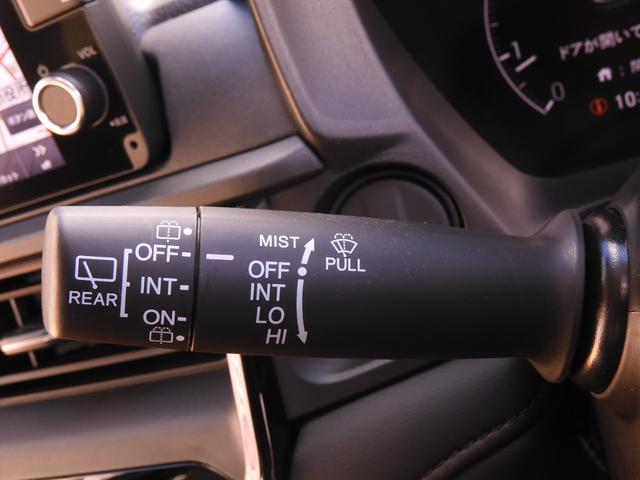 VOL
1
0
ドアが開いて
10:
MIST
PULL
OFF
INT
LO
HI
REAR
OFF
INT
ON